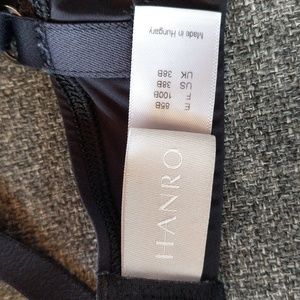 HANRO
E 85B
F 100B
US 38B
UK 38B
Made in Hungary